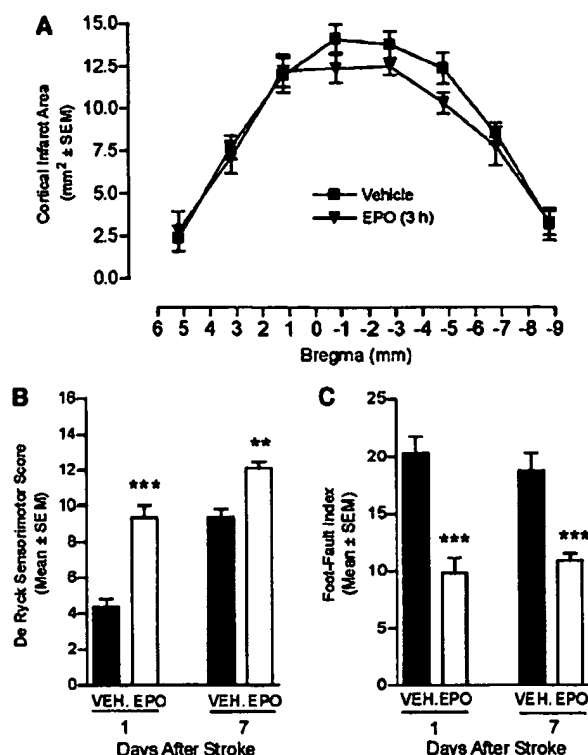 A
Cortical Infarct Area
(mm² ± SEM)
15.0
12.5
10.0
7.5
5.0
2.5
0.0
Vehicle
EPO (3 h)
6 5 4 3 2 1 0 -1 -2 -3 -4 -5 -6 -7 -8 -9
Bregma (mm)
B
De Ryck Sensorimotor Score
(Mean ± SEM)
16
14
12
10
8
6
4
2
0
***
**
VEH. EPO VEH. EPO
1 7
Days After Stroke
C
Foot-Fault Index
(Mean ± SEM)
25
20
15
10
5
0
***
***
VEH. EPO VEH. EPO
1 7
Days After Stroke